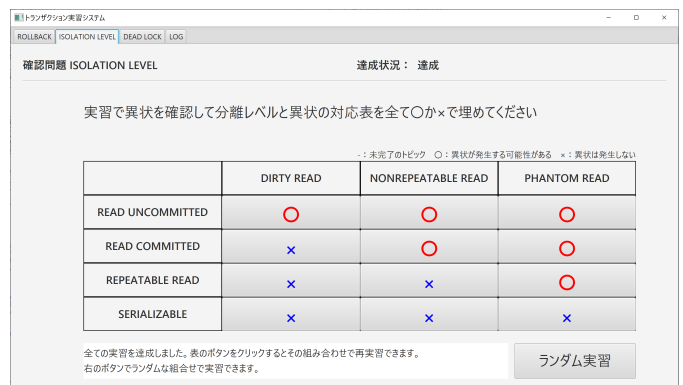 トランザクション実習システム
ROLLBACK ISOLATION LEVEL DEAD LOCK LOG
確認問題 ISOLATION LEVEL 達成状況： 達成
実習で異状を確認して分離レベルと異状の対応表を全て〇か×で埋めてください
-：未完了のトピック 〇：異状が発生する可能性がある ×：異状は発生しない
DIRTY READ NONREPEATABLE READ PHANTOM READ
READ UNCOMMITTED 〇 〇 〇
READ COMMITTED × 〇 〇
REPEATABLE READ × × 〇
SERIALIZABLE × × ×
全ての実習を達成しました。表のボタンをクリックするとその組み合わせで再実習できます。
右のボタンでランダムな組合せで実習できます。
ランダム実習